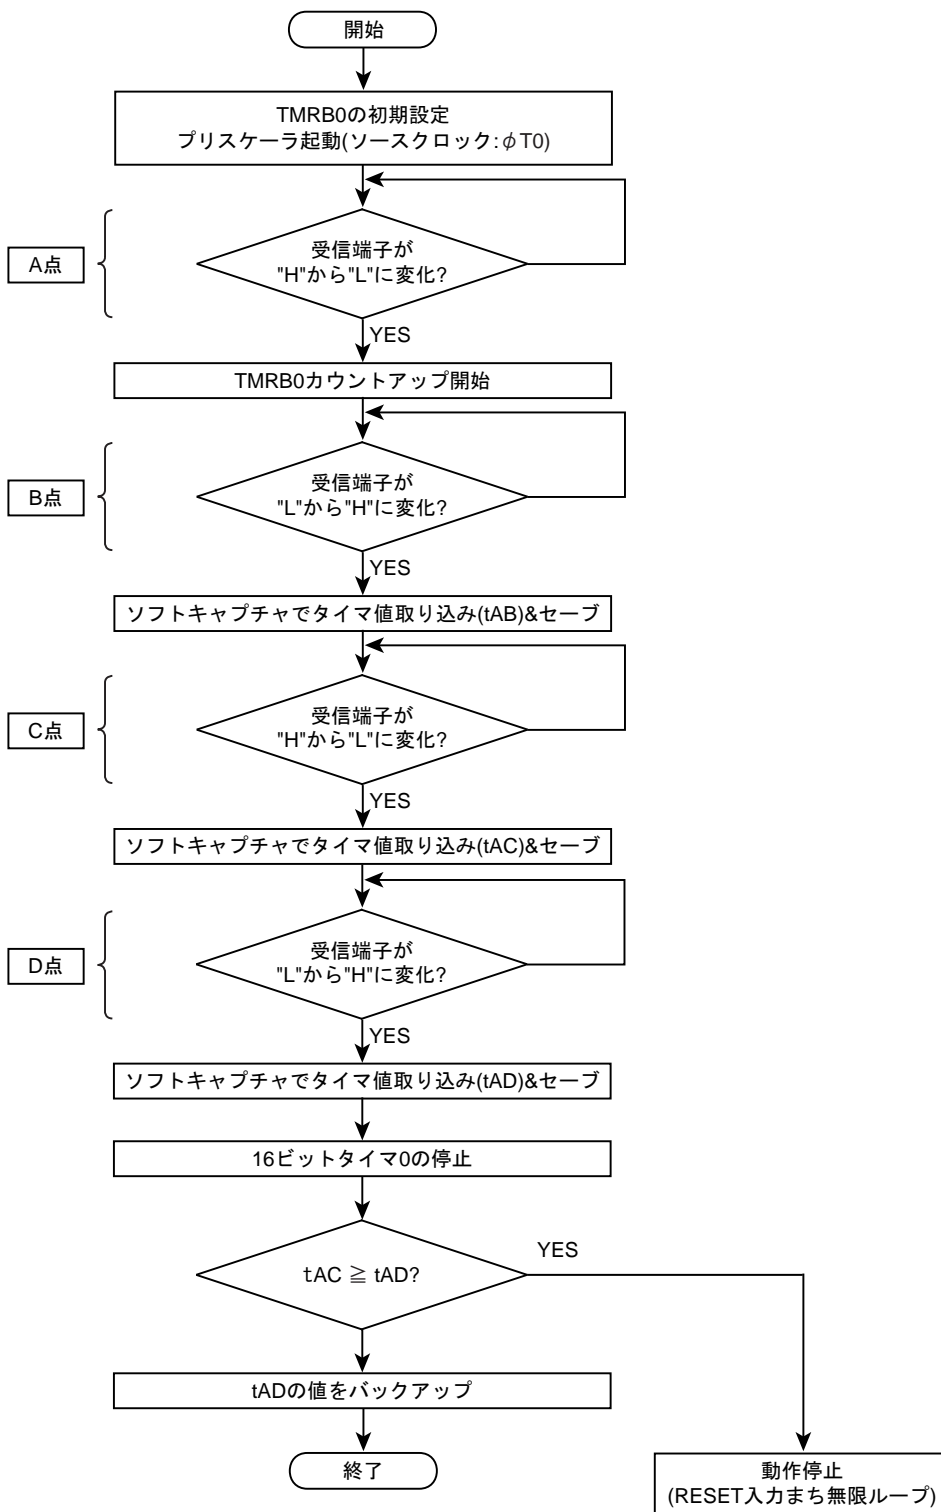 開始
TMRB0の初期設定
プリスケーラ起動(ソースクロック:φT0)
A点
受信端子が
"H"から"L"に変化?
YES
TMRB0カウントアップ開始
B点
受信端子が
"L"から"H"に変化?
YES
ソフトキャプチャでタイマ値取り込み(tAB)&セーブ
C点
受信端子が
"H"から"L"に変化?
YES
ソフトキャプチャでタイマ値取り込み(tAC)&セーブ
D点
受信端子が
"L"から"H"に変化?
YES
ソフトキャプチャでタイマ値取り込み(tAD)&セーブ
16ビットタイマ0の停止
tAC ≧ tAD?
YES
tADの値をバックアップ
終了
動作停止
(RESET入力まち無限ループ)